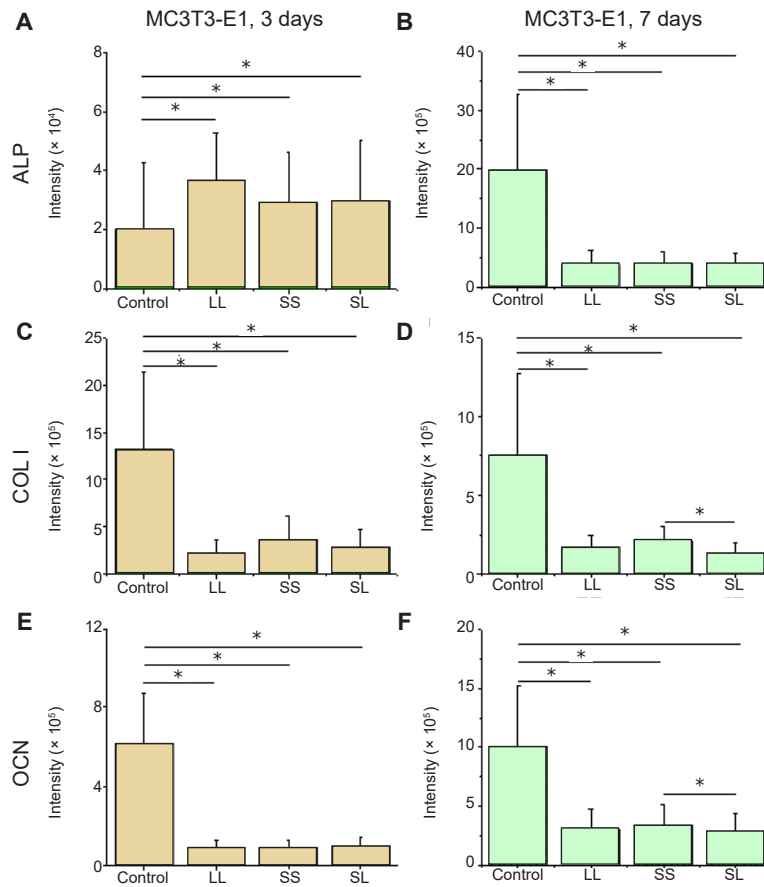 A MC3T3-E1, 3 days
ALP
Intensity (× 10⁴)
8
6
4
2
0
*
*
*
Control LL SS SL
B MC3T3-E1, 7 days
Intensity (× 10⁵)
40
30
20
10
0
*
*
*
Control LL SS SL
C
COL I
Intensity (× 10⁵)
25
20
15
10
5
0
*
*
*
Control LL SS SL
D
Intensity (× 10⁵)
15
10
5
0
*
*
*
*
Control LL SS SL
E
OCN
Intensity (× 10⁵)
12
8
4
0
*
*
*
Control LL SS SL
F
Intensity (× 10⁵)
20
15
10
5
0
*
*
*
*
Control LL SS SL